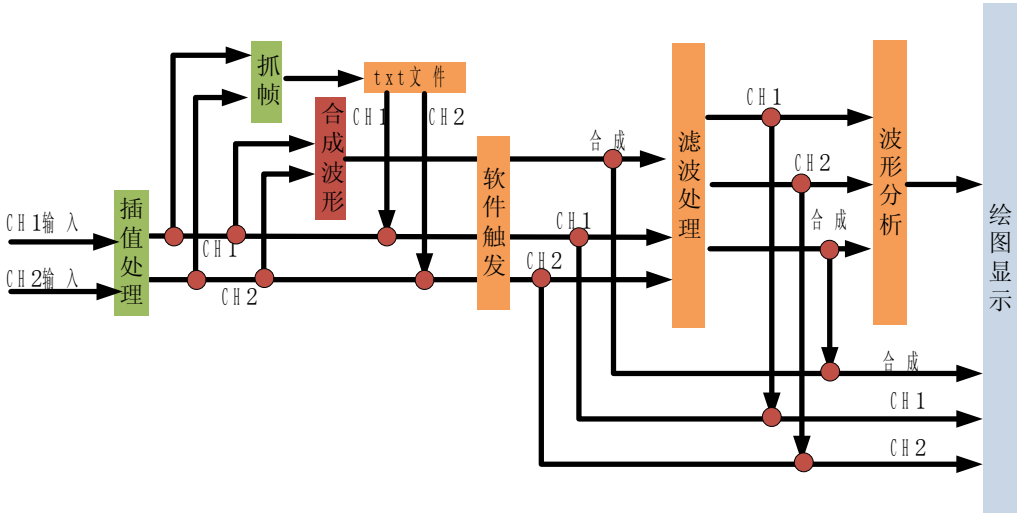 抓帧
txt文件
CH1
CH2
合成波形
CH1输入
CH2输入
插值处理
CH1
CH2
软件触发
合成
CH1
CH2
滤波处理
CH1
CH2
合成
波形分析
合成
CH1
CH2
绘图显示